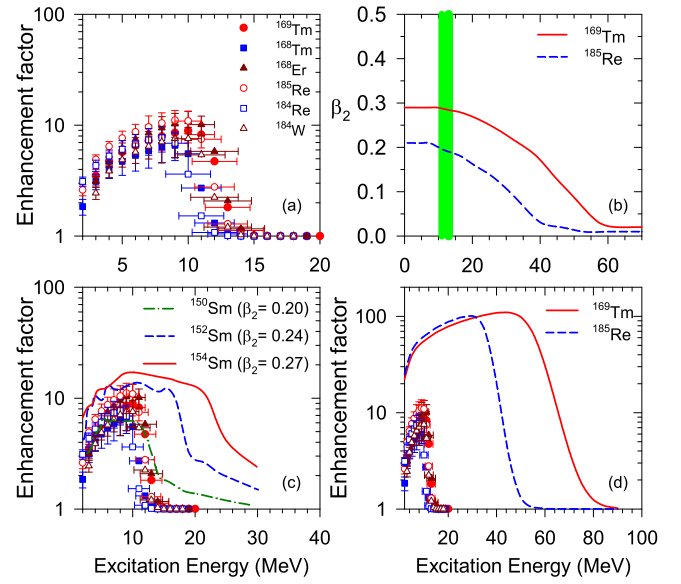 100
10
1
5
10
15
20
Enhancement factor
¹⁶⁹Tm
¹⁶⁸Tm
¹⁶⁸Er
¹⁸⁵Re
¹⁸⁴Re
¹⁸⁴W
(a)
0.5
0.4
0.3
0.2
0.1
0.0
0
20
40
60
β₂
¹⁶⁹Tm
¹⁸⁵Re
(b)
100
10
1
10
20
30
40
Enhancement factor
¹⁵⁰Sm (β₂= 0.20)
¹⁵²Sm (β₂= 0.24)
¹⁵⁴Sm (β₂= 0.27)
(c)
Excitation Energy (MeV)
100
10
1
20
40
60
80
100
Enhancement factor
¹⁶⁹Tm
¹⁸⁵Re
(d)
Excitation Energy (MeV)